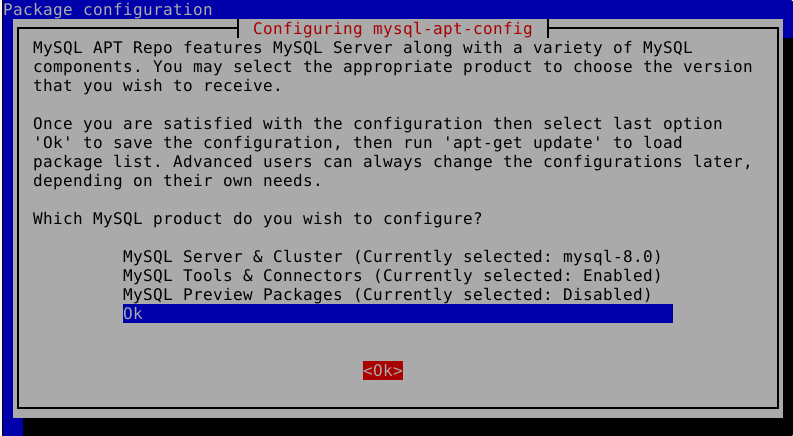 Package configuration
Configuring mysql-apt-config
MySQL APT Repo features MySQL Server along with a variety of MySQL
components. You may select the appropriate product to choose the version
that you wish to receive.
Once you are satisfied with the configuration then select last option
'Ok' to save the configuration, then run 'apt-get update' to load
package list. Advanced users can always change the configurations later,
depending on their own needs.
Which MySQL product do you wish to configure?
MySQL Server & Cluster (Currently selected: mysql-8.0)
MySQL Tools & Connectors (Currently selected: Enabled)
MySQL Preview Packages (Currently selected: Disabled)
Ok
<Ok>